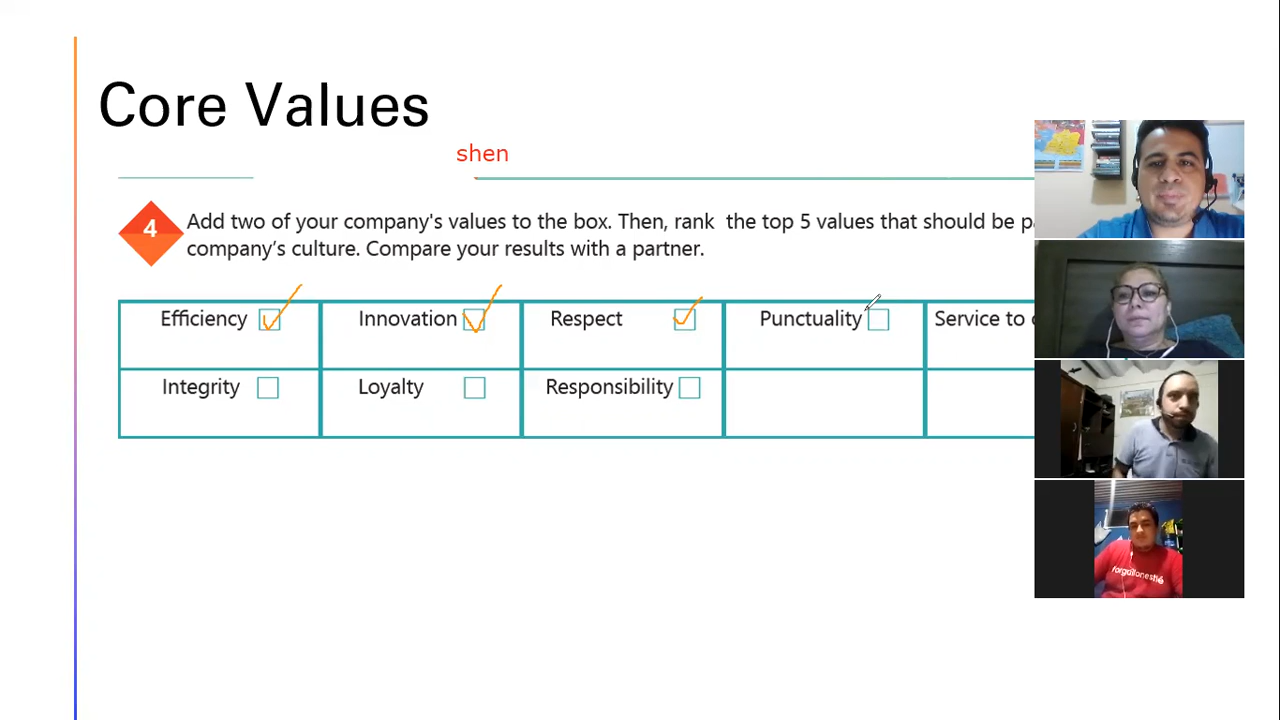 Core Values
shen
4
Add two of your company's values to the box. Then, rank the top 5 values that should be
company's culture. Compare your results with a partner.
Efficiency Innovation Respect Punctuality Service to
Integrity Loyalty Responsibility